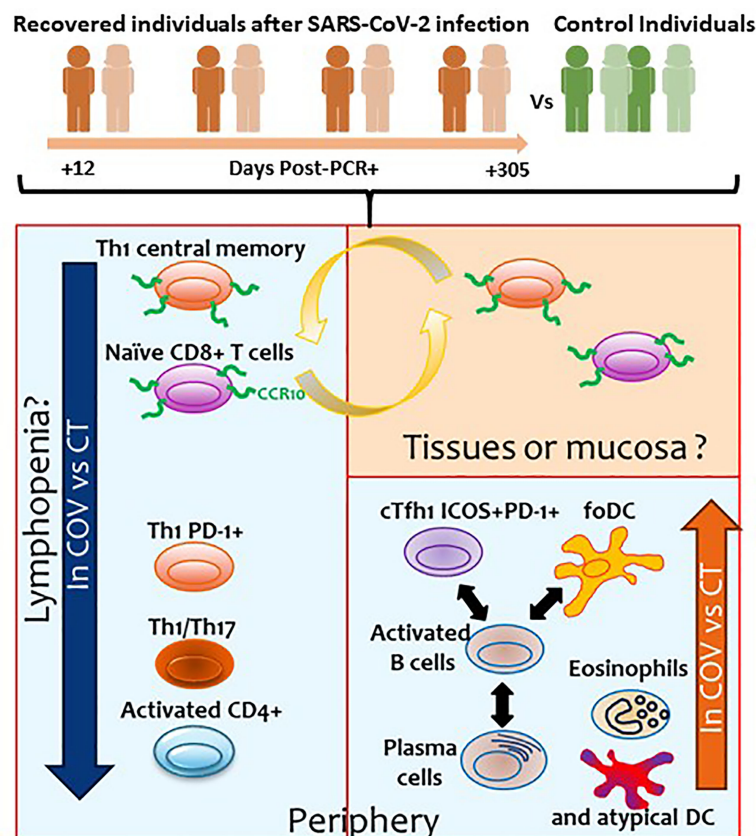 Recovered individuals after SARS-CoV-2 infection
Control Individuals
Vs
+12
Days Post-PCR+
+305
Lymphopenia?
In COV vs CT
Th1 central memory
Naïve CD8+ T cells
CCR10
Th1 PD-1+
Th1/Th17
Activated CD4+
Tissues or mucosa ?
cTfh1 ICOS+PD-1+
foDC
Activated
B cells
Eosinophils
Plasma
cells
and atypical DC
In COV vs CT
Periphery